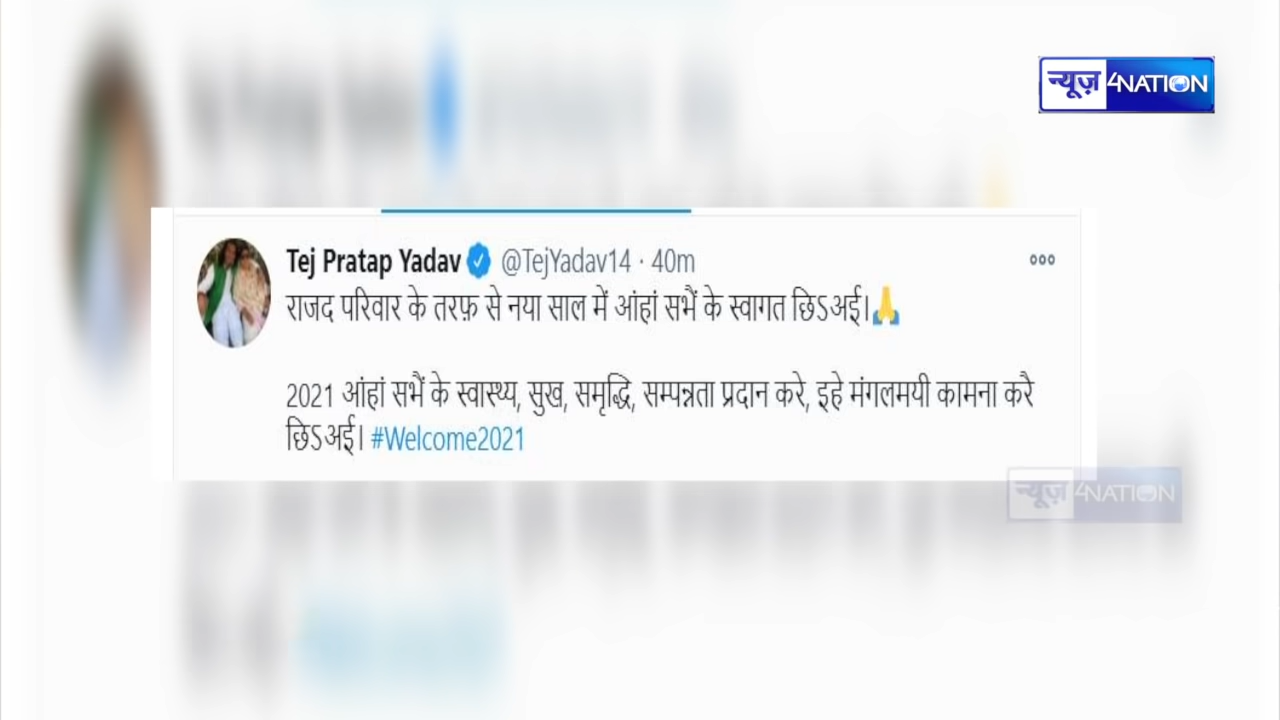 न्यूज़ 4NATION
Tej Pratap Yadav @TejYadav14 · 40m
राजद परिवार के तरफ़ से नया साल में आंहां सभैं के स्वागत छिऽअई।🙏
2021 आंहां सभैं के स्वास्थ्य, सुख, समृद्धि, सम्पन्नता प्रदान करे, इहे मंगलमयी कामना करै
छिऽअई। #Welcome2021
न्यूज़ 4NATION